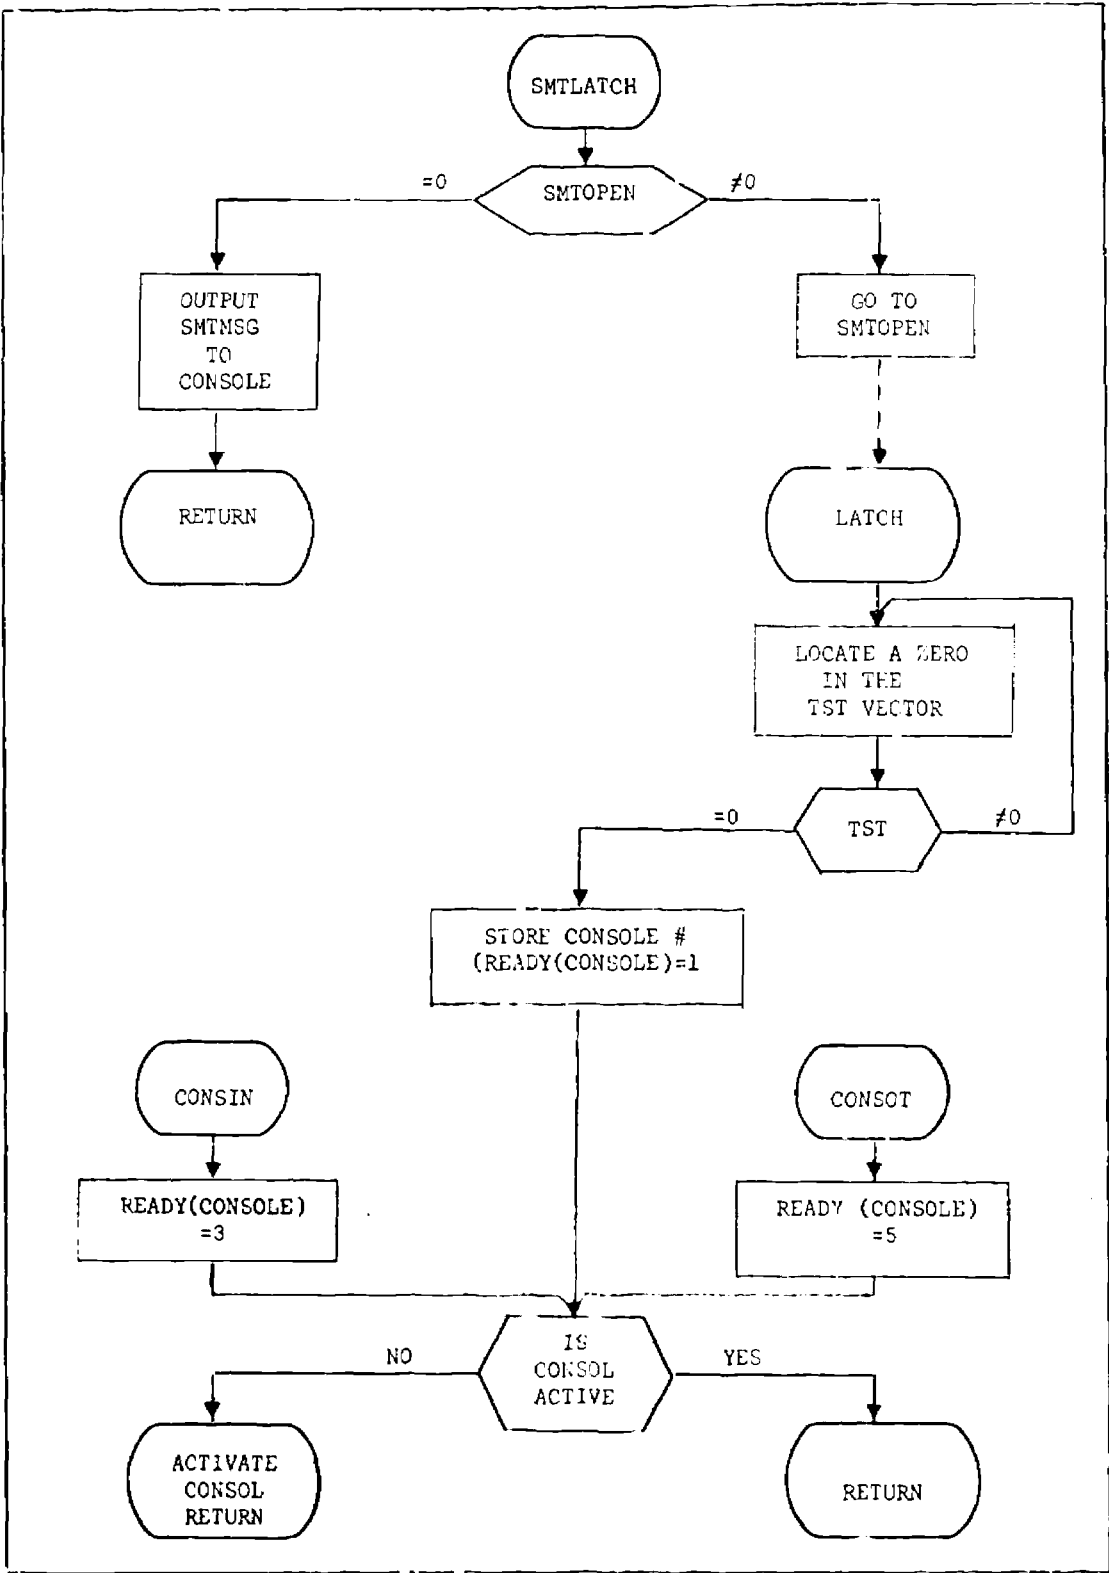 SMTLATCH
=0
SMTOPEN
≠0
OUTPUT
SMTMSG
TO
CONSOLE
GO TO
SMTOPEN
RETURN
LATCH
LOCATE A ZERO
IN THE
TST VECTOR
=0
TST
≠0
STORE CONSOLE #
(READY(CONSOLE)=1
CONSIN
CONSOT
READY(CONSOLE)
=3
READY (CONSOLE)
=5
NO
IS
CONSOL
ACTIVE
YES
ACTIVATE
CONSOL
RETURN
RETURN